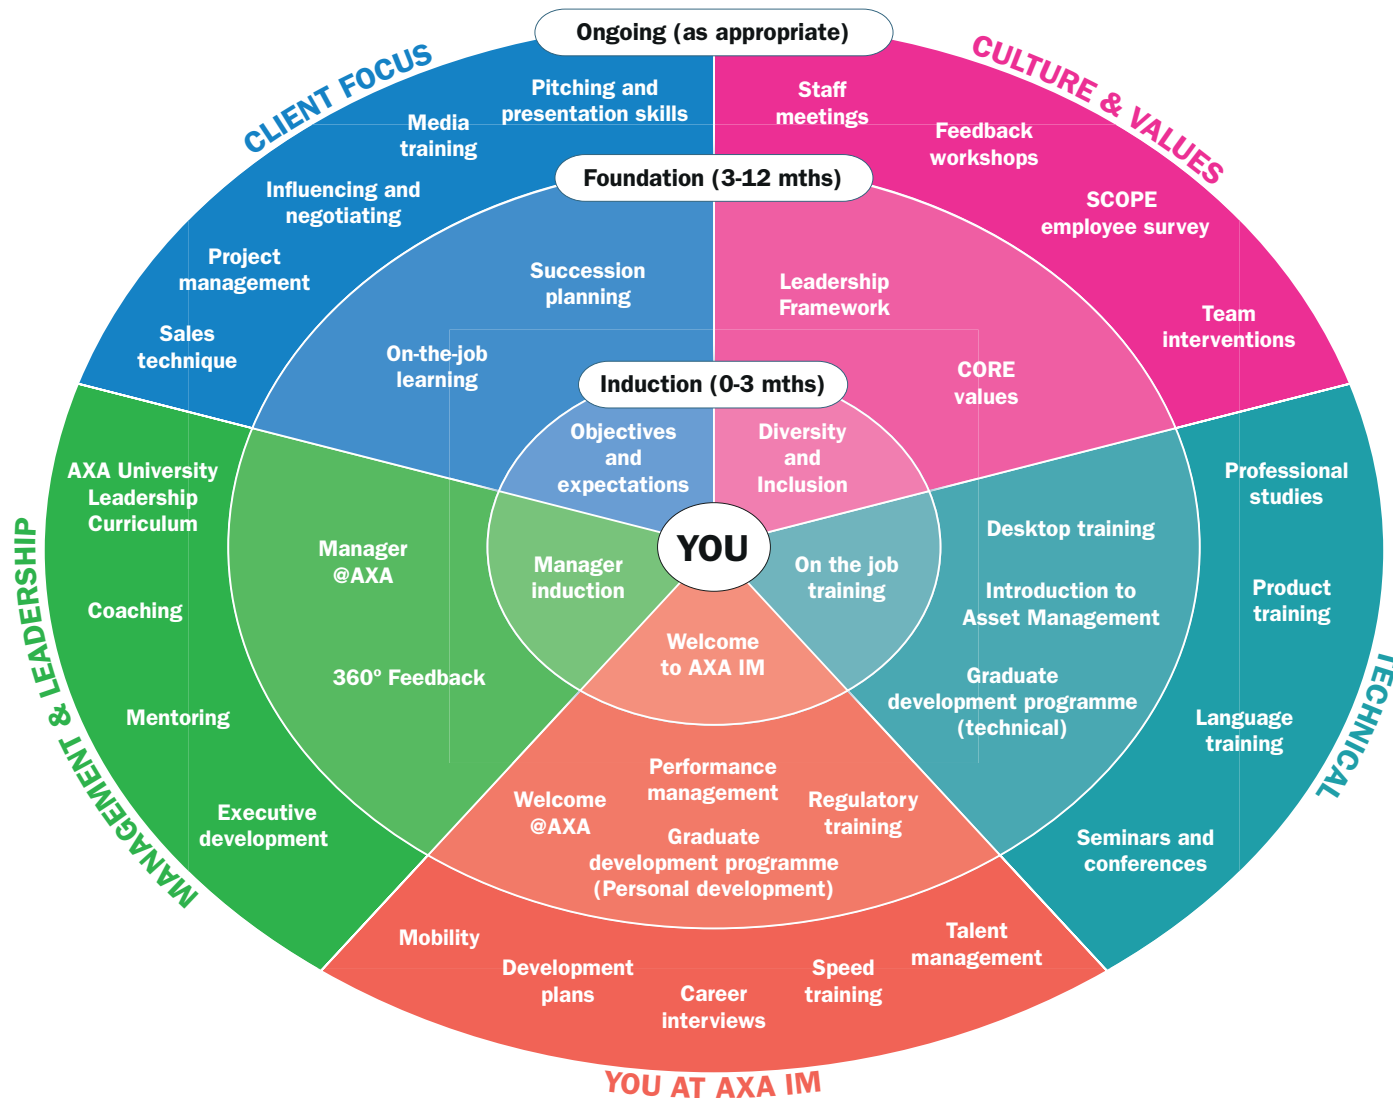 Ongoing (as appropriate)
CLIENT FOCUS
Pitching and
presentation skills
Media
training
Influencing and
negotiating
Project
management
Sales
technique
CULTURE & VALUES
Staff
meetings
Feedback
workshops
SCOPE
employee survey
Team
interventions
Foundation (3-12 mths)
Succession
planning
On-the-job
learning
Leadership
Framework
CORE
values
Induction (0-3 mths)
Objectives
and
expectations
Diversity
and
Inclusion
YOU
Manager
induction
On the job
training
Welcome
to AXA IM
MANAGEMENT & LEADERSHIP
AXA University
Leadership
Curriculum
Coaching
Mentoring
Executive
development
Manager
@AXA
360º Feedback
Desktop training
Introduction to
Asset Management
Graduate
development programme
(technical)
TECHNICAL
Professional
studies
Product
training
Language
training
Seminars and
conferences
Performance
management
Welcome
@AXA
Regulatory
training
Graduate
development programme
(Personal development)
Mobility
Development
plans
Career
interviews
Speed
training
Talent
management
YOU AT AXA IM